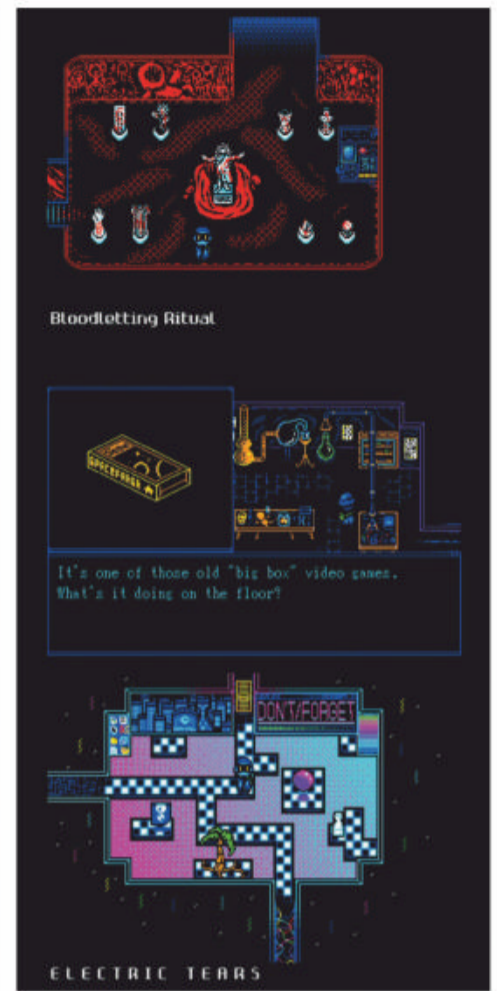 Bloodletting Ritual
SPACEFARER
It's one of those old "big box" video games.
What's it doing on the floor?
DON'T/FORGET
ELECTRIC TEARS